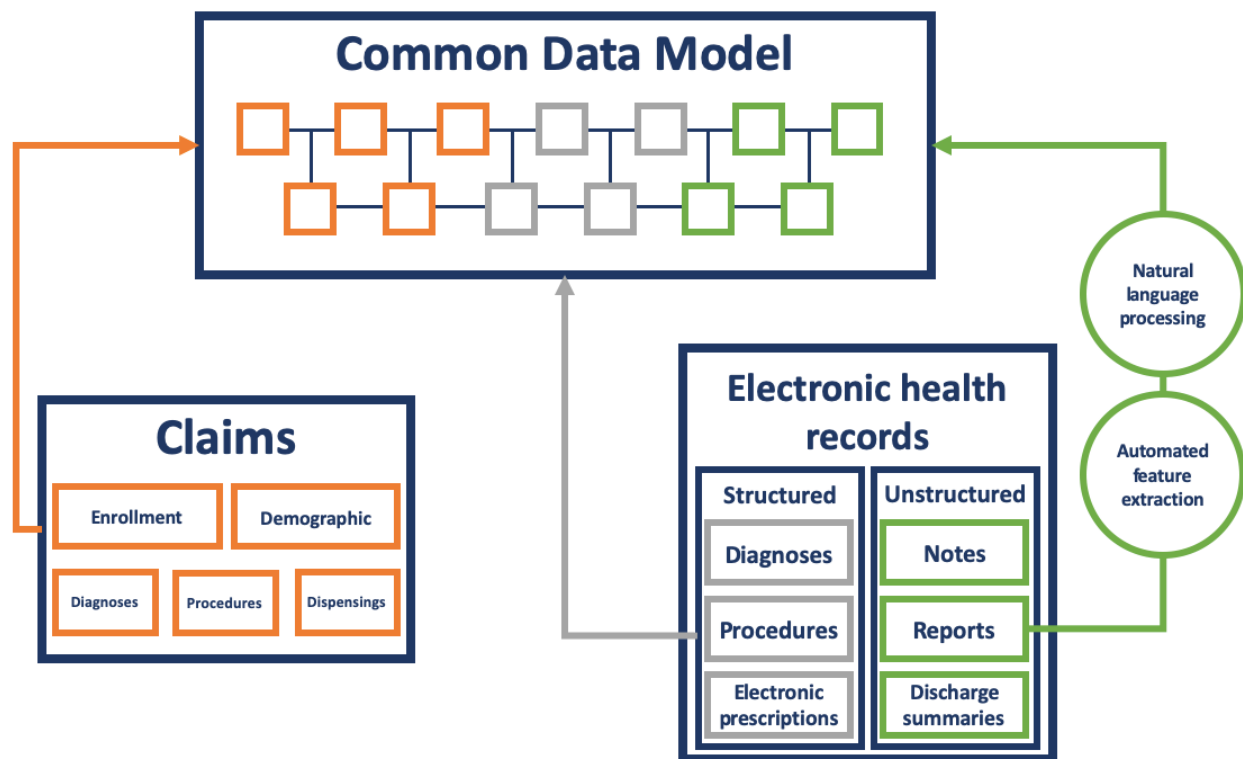 Common Data Model
Natural
language
processing
Automated
feature
extraction
Claims
Enrollment
Demographic
Diagnoses
Procedures
Dispensings
Electronic health
records
Structured
Diagnoses
Procedures
Electronic
prescriptions
Unstructured
Notes
Reports
Discharge
summaries